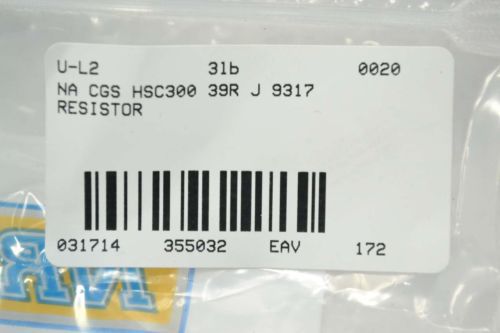 U-L2 31b 0020
NA CGS HSC300 39R J 9317
RESISTOR
031714 355032 EAV 172